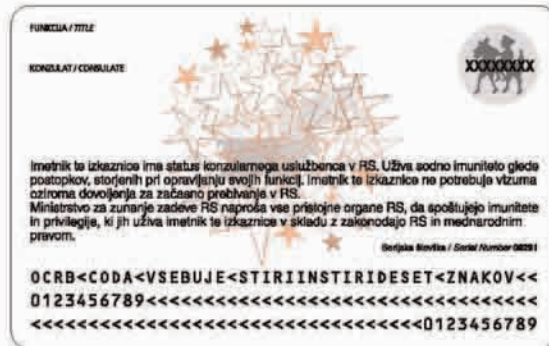 FUNKCIJA / TITLE
KONZULAT / CONSULATE
XXXXXXXX
Imetnik te izkaznice ima status konzularnega uslužbenca v RS. Uživa sodno imuniteto glede
postopkov, storjenih pri opravljanju svojih funkcij. Imetnik te izkaznice ne potrebuje vizuma
oziroma dovoljenja za začasno prebivanje v RS.
Ministrstvo za zunanje zadeve RS naproša vse pristojne organe RS, da spoštujejo imunitete
in privilegije, ki jih uživa imetnik te izkaznice v skladu z zakonodajo RS in mednarodnim
pravom.
Serijska številka / Serial Number 00251
OCRB<CODA<VSEBUJE<STIRIINSTIRIDESET<ZNAKOV<<
0123456789<<<<<<<<<<<<<<<<<<<<<<<<<<<<<<<<<<
<<<<<<<<<<<<<<<<<<<<<<<<<<<<<<<<<<0123456789